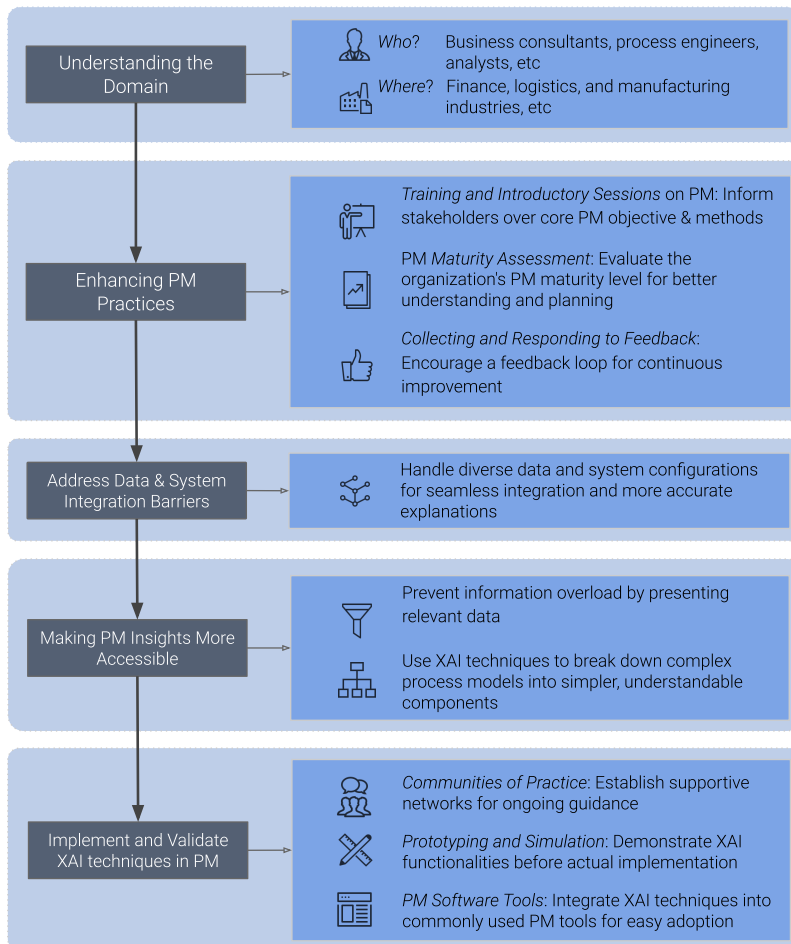 Understanding the
Domain
Who? Business consultants, process engineers,
analysts, etc
Where? Finance, logistics, and manufacturing
industries, etc
Enhancing PM
Practices
Training and Introductory Sessions on PM: Inform
stakeholders over core PM objective & methods
PM Maturity Assessment: Evaluate the
organization's PM maturity level for better
understanding and planning
Collecting and Responding to Feedback:
Encourage a feedback loop for continuous
improvement
Address Data & System
Integration Barriers
Handle diverse data and system configurations
for seamless integration and more accurate
explanations
Making PM Insights More
Accessible
Prevent information overload by presenting
relevant data
Use XAI techniques to break down complex
process models into simpler, understandable
components
Implement and Validate
XAI techniques in PM
Communities of Practice: Establish supportive
networks for ongoing guidance
Prototyping and Simulation: Demonstrate XAI
functionalities before actual implementation
PM Software Tools: Integrate XAI techniques into
commonly used PM tools for easy adoption